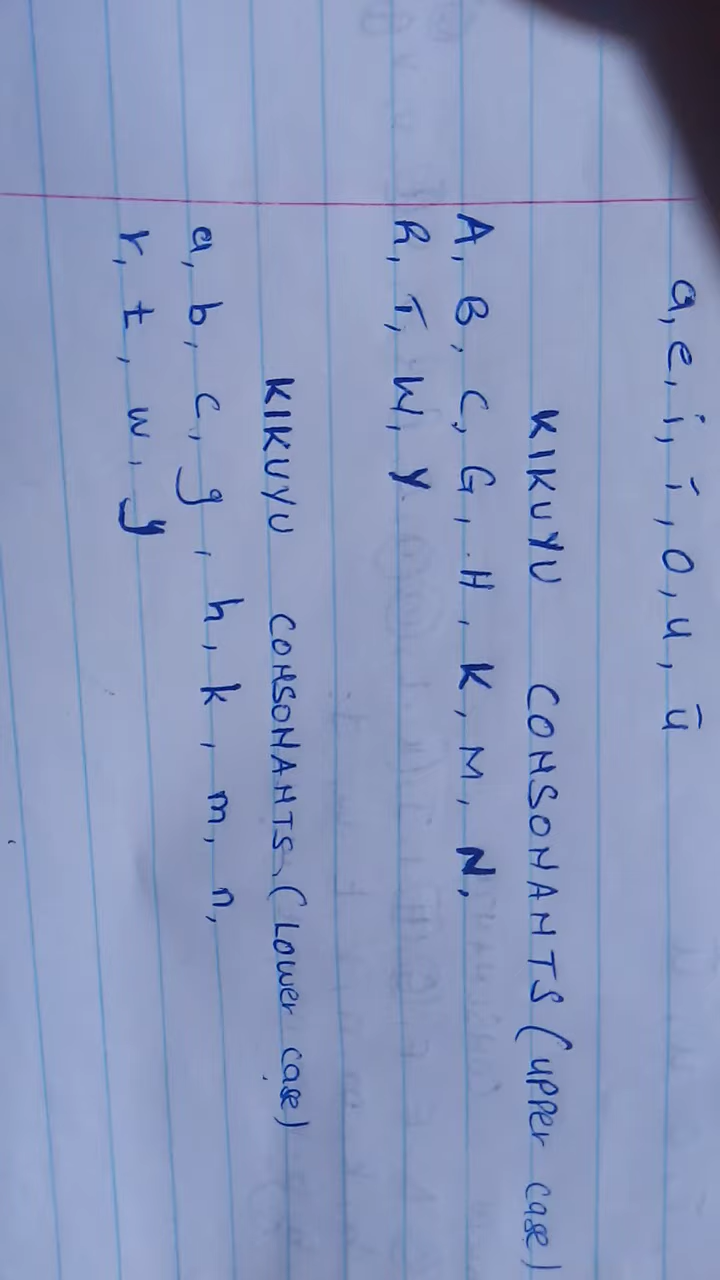 a, e, i, ī, o, u, ū
KIKUYU CONSONANTS (upper case)
A, B, C, G, H, K, M, N,
R, T, W, Y
KIKUYU CONSONANTS (Lower case)
a, b, c, g, h, k, m, n,
r, t, w, y